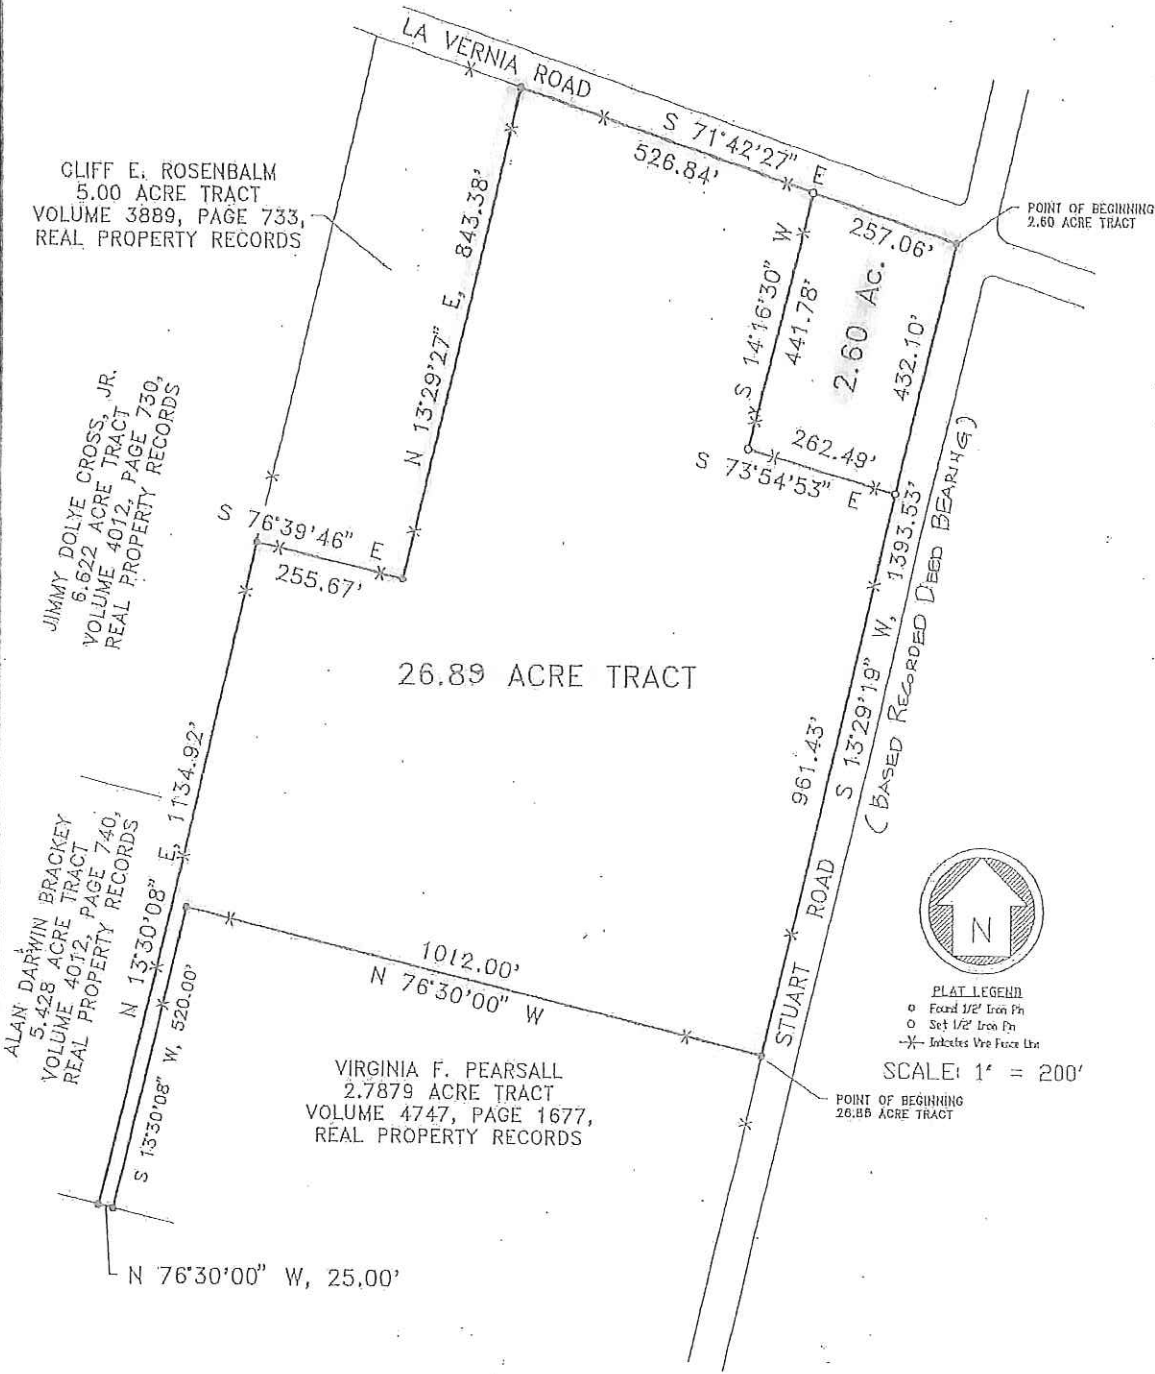 LA VERNIA ROAD
S 71°42'27" E
526.84'
CLIFF E. ROSENBALM
5.00 ACRE TRACT
VOLUME 3889, PAGE 733,
REAL PROPERTY RECORDS
N 13°29'27" E, 843.38'
POINT OF BEGINNING
2.60 ACRE TRACT
257.06'
S 14°16'30" W
441.78'
2.60 Ac.
432.10'
262.49'
S 73°54'53" E
JIMMY DOLYE CROSS, JR.
6.622 ACRE TRACT
VOLUME 4012, PAGE 730,
REAL PROPERTY RECORDS
S 76°39'46" E
255.67'
26.89 ACRE TRACT
STUART ROAD S 13°29'19" W, 1393.53'
(BASED RECORDED DEED BEARING)
961.43'
N 13°30'08" E, 1134.92'
ALAN DARWIN BRACKEY
5.428 ACRE TRACT
VOLUME 4012, PAGE 740,
REAL PROPERTY RECORDS
S 13°30'08" W, 520.00'
1012.00'
N 76°30'00" W
VIRGINIA F. PEARSALL
2.7879 ACRE TRACT
VOLUME 4747, PAGE 1677,
REAL PROPERTY RECORDS
N
PLAT LEGEND
Found 1/2" Iron Pin
Set 1/2" Iron Pin
Indicates Wire Fence Line
SCALE: 1" = 200'
POINT OF BEGINNING
26.88 ACRE TRACT
N 76°30'00" W, 25.00'